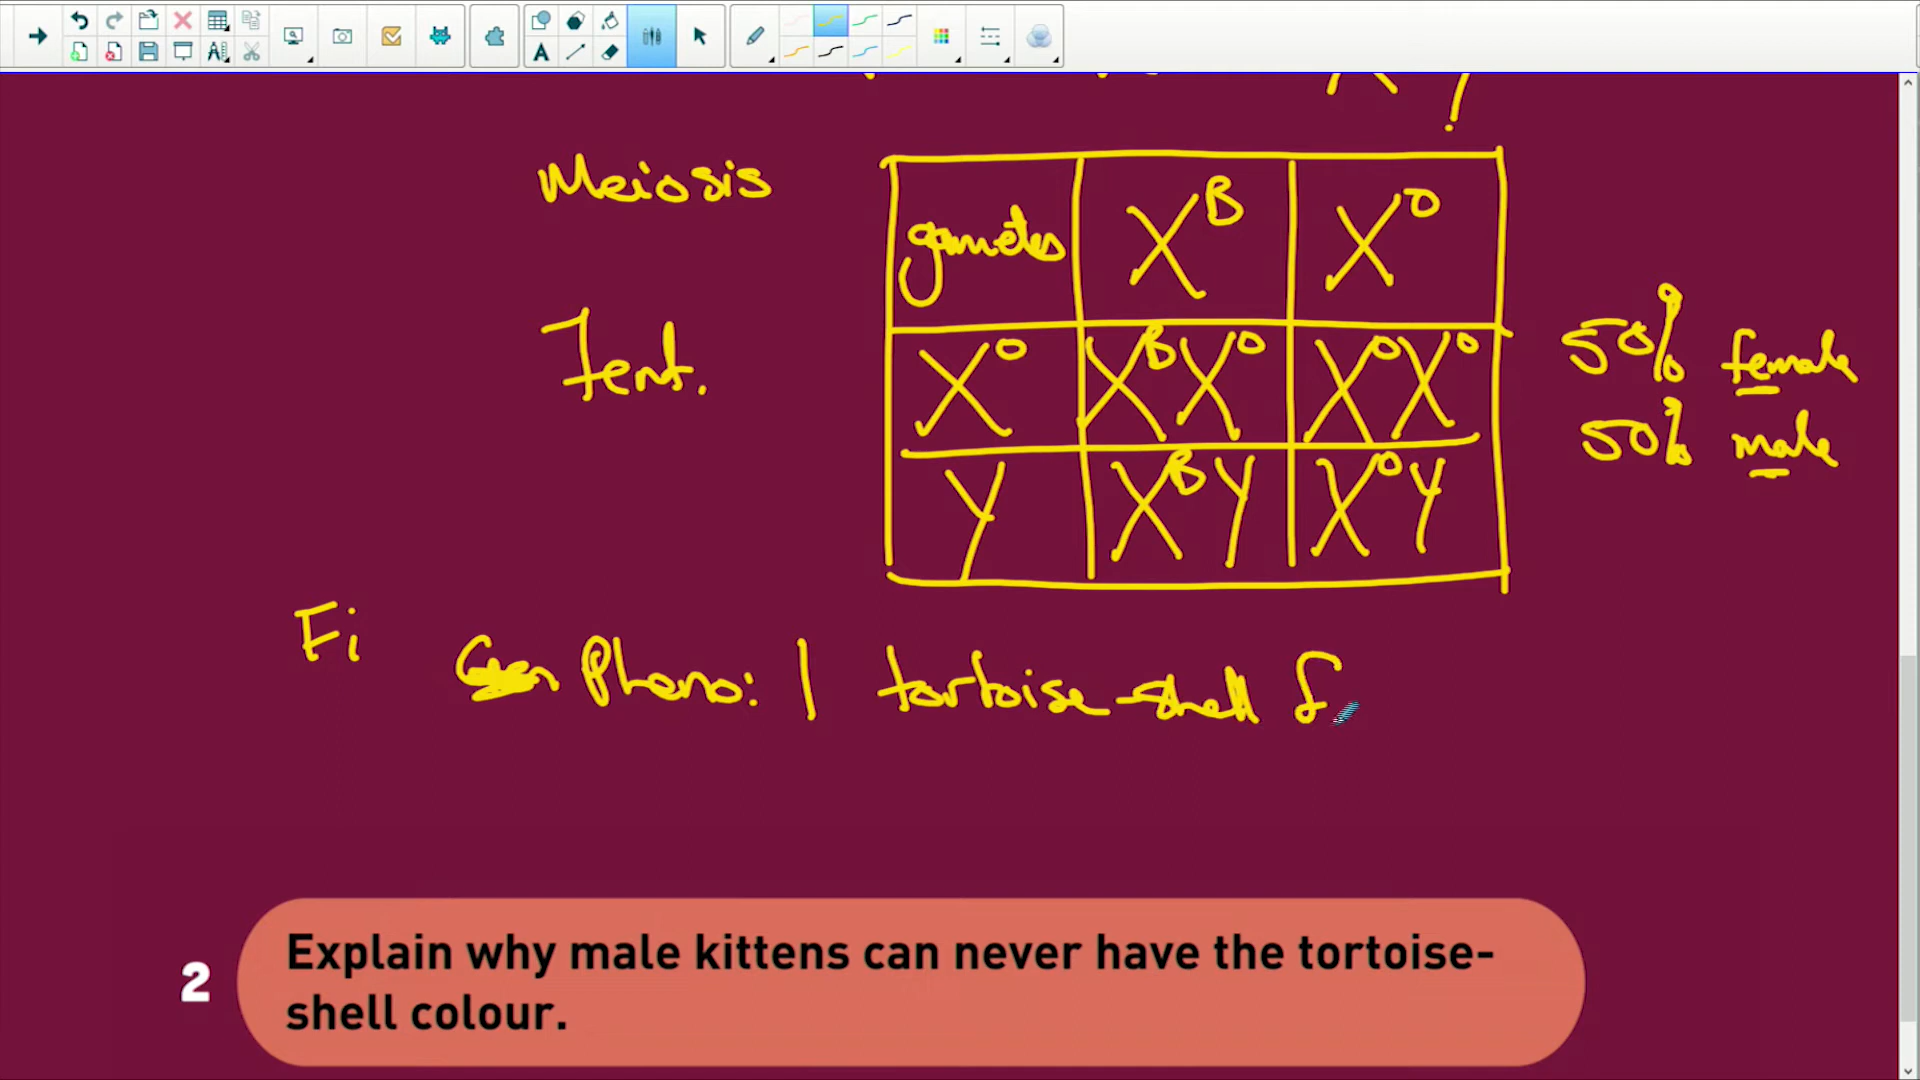 Meiosis
gametes X^B X^O
Fert.
X^O X^BX^O X^OX^O
50% female
50% male
Y X^BY X^OY
F1 Pheno: 1 tortoise-shell f
2 Explain why male kittens can never have the tortoise-
shell colour.